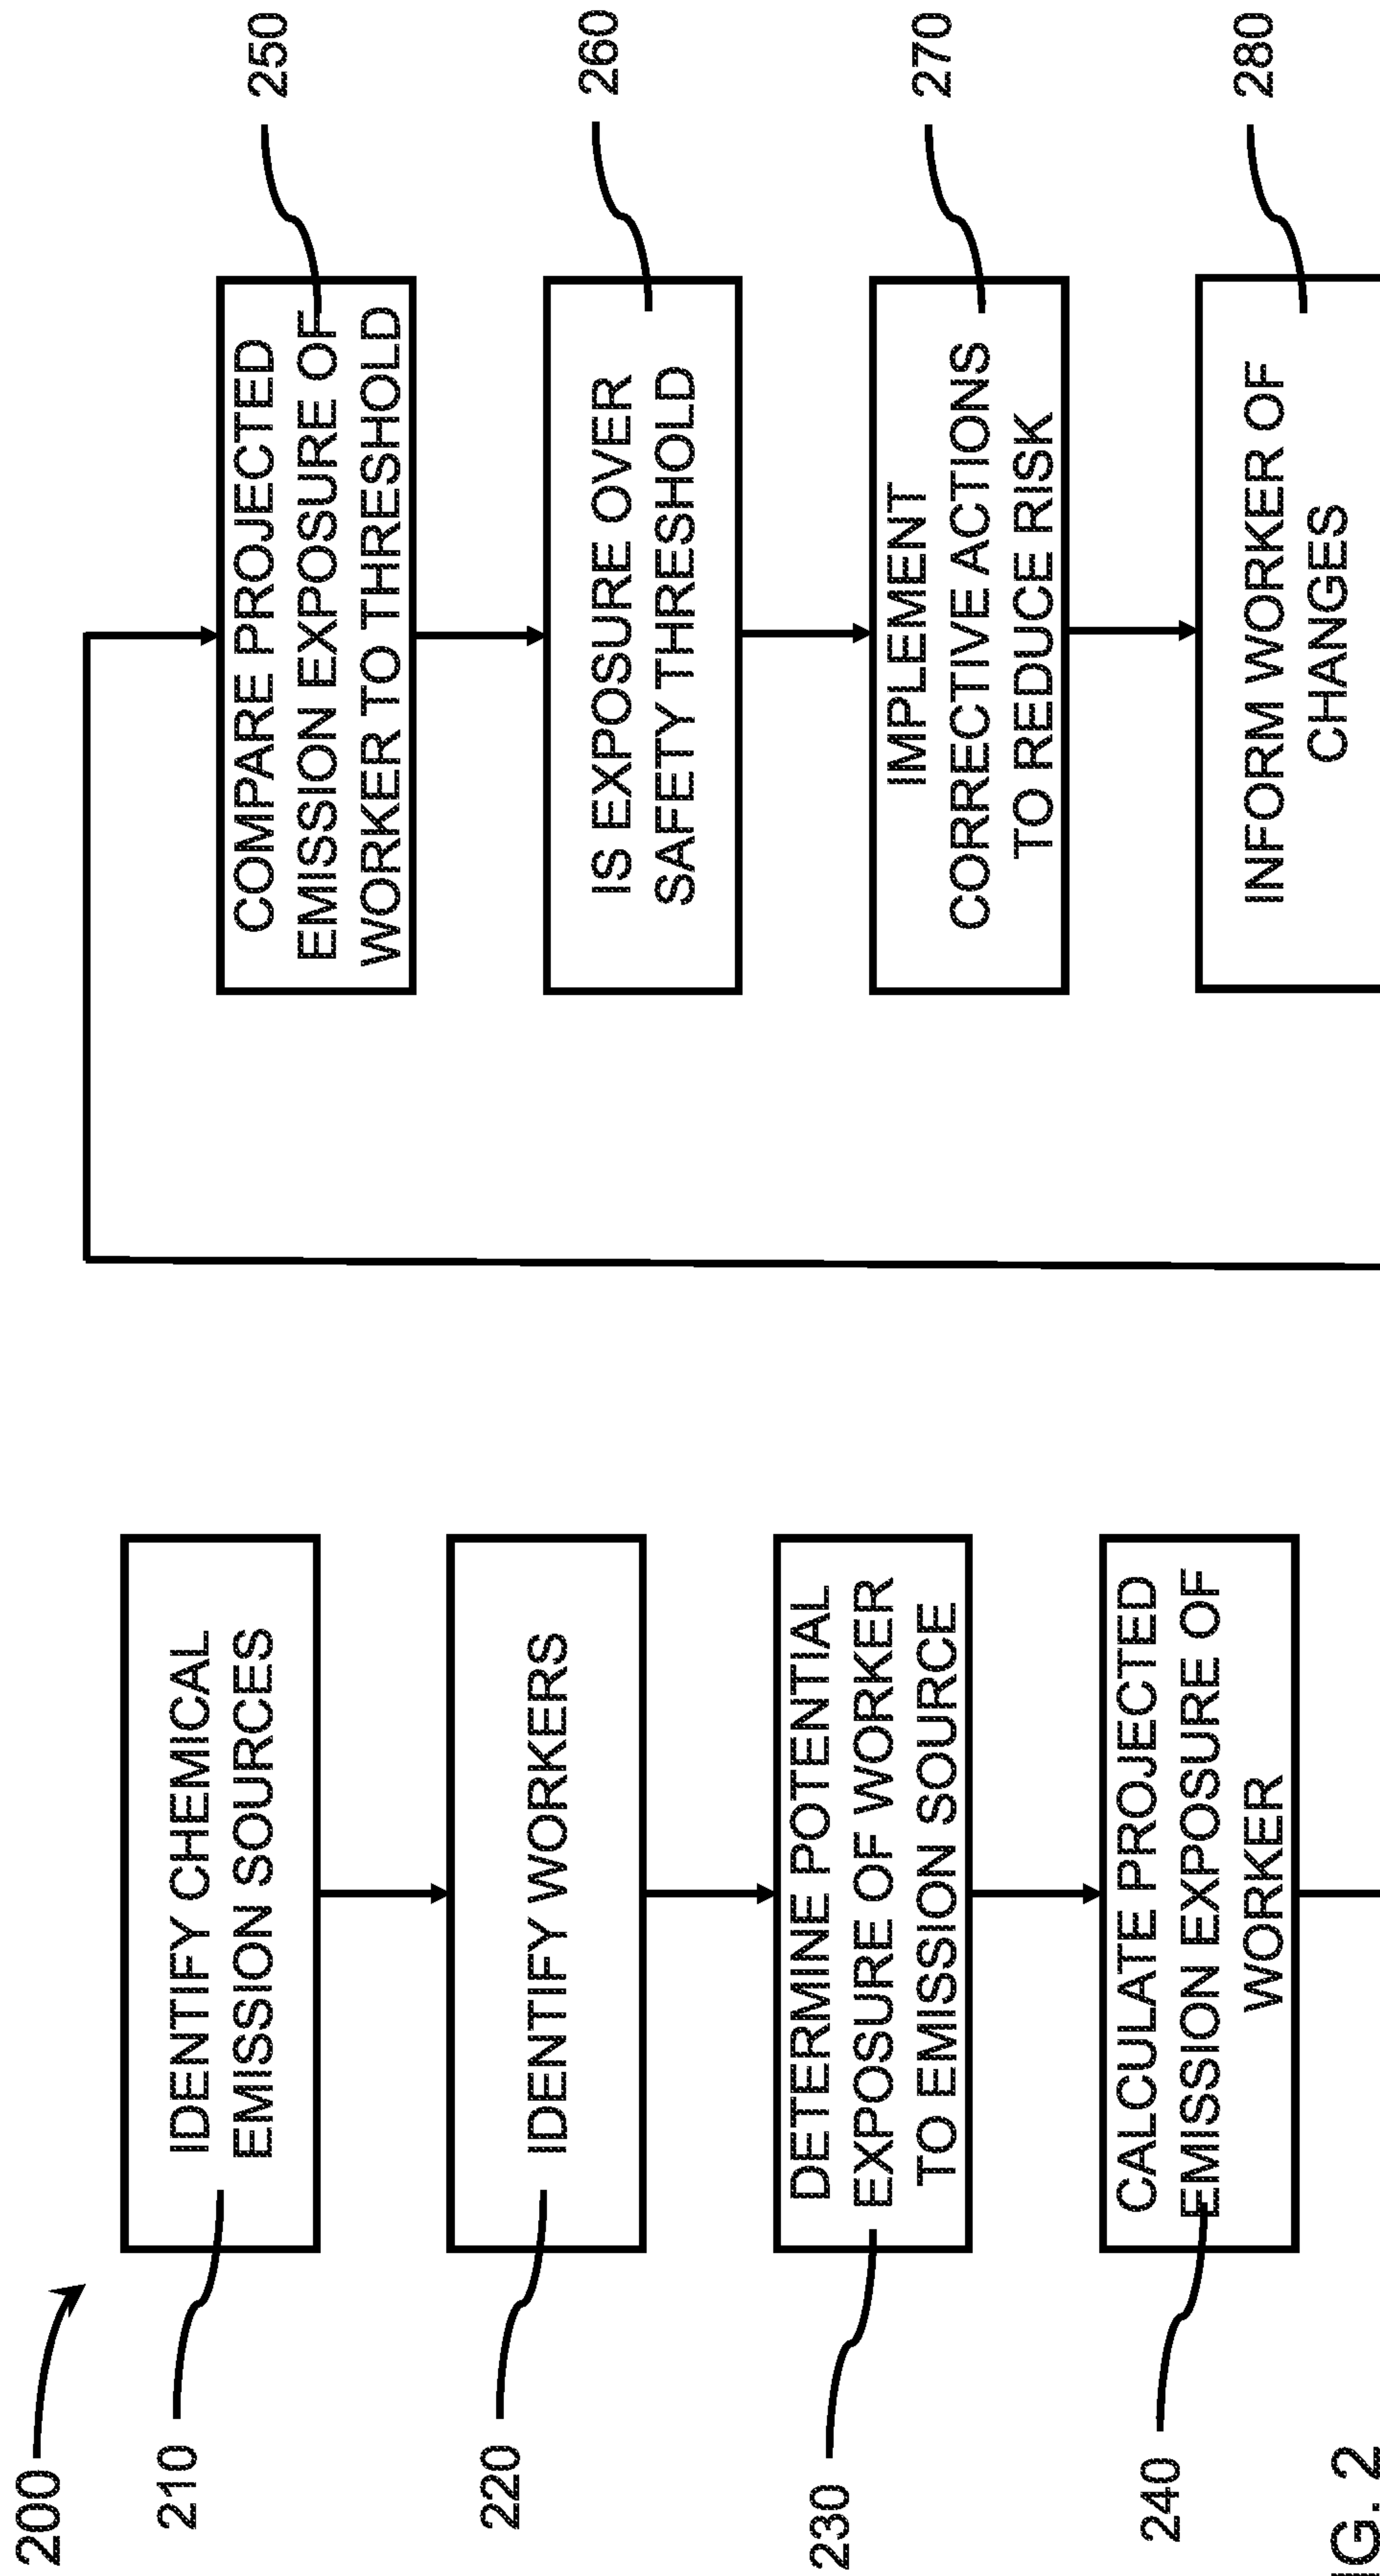 200
210
IDENTIFY CHEMICAL
EMISSION SOURCES
220
IDENTIFY WORKERS
230
DETERMINE POTENTIAL
EXPOSURE OF WORKER
TO EMISSION SOURCE
240
CALCULATE PROJECTED
EMISSION EXPOSURE OF
WORKER
250
COMPARE PROJECTED
EMISSION EXPOSURE OF
WORKER TO THRESHOLD
260
IS EXPOSURE OVER
SAFETY THRESHOLD
270
IMPLEMENT
CORRECTIVE ACTIONS
TO REDUCE RISK
280
INFORM WORKER OF
CHANGES
G. 2